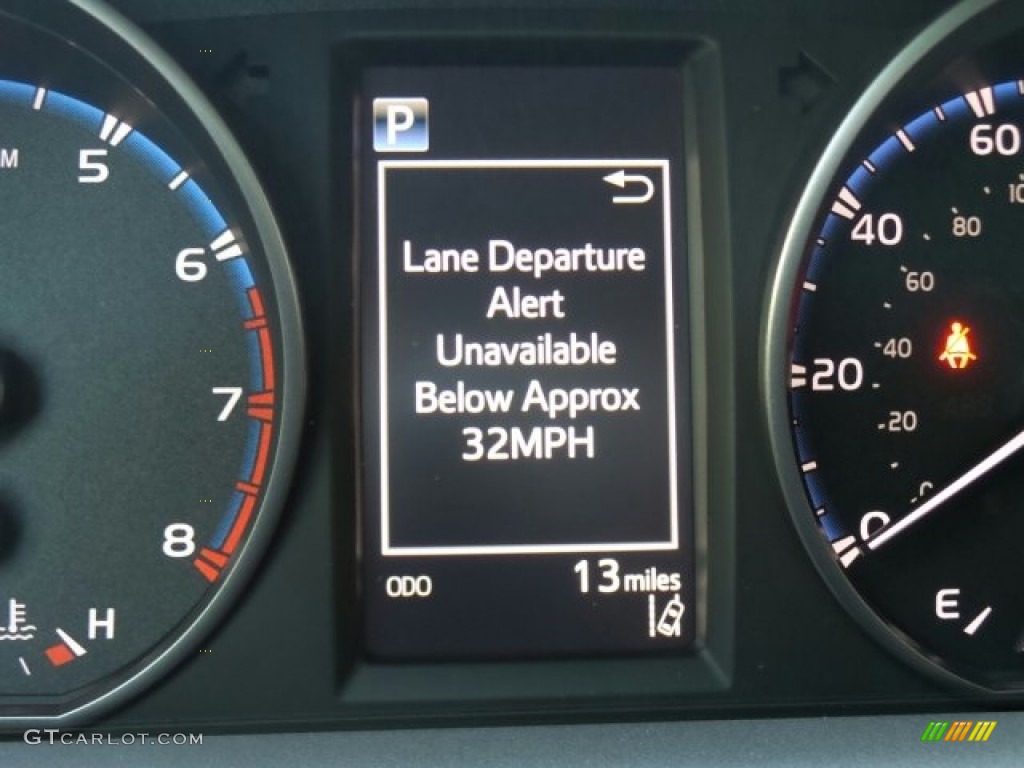 P
Lane Departure
Alert
Unavailable
Below Approx
32MPH
ODO 13 miles
5
6
7
8
H
60
40
20
0
80
60
40
20
0
E
GTCARLOT.COM